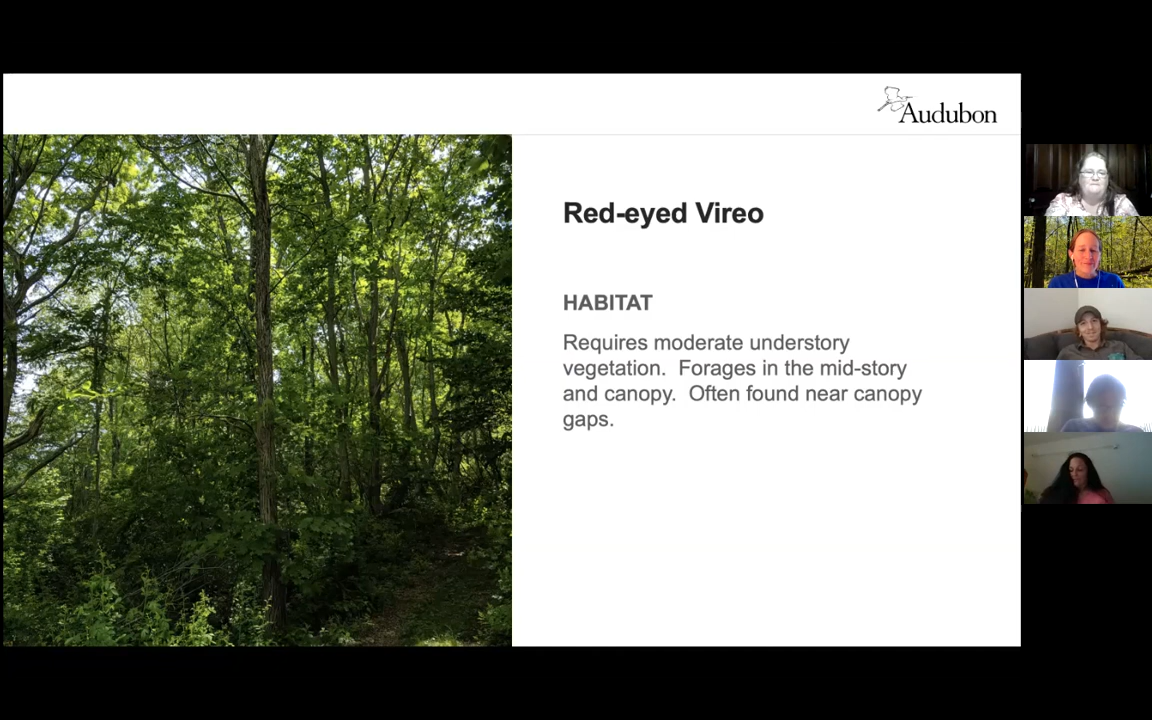 Audubon
Red-eyed Vireo
HABITAT
Requires moderate understory
vegetation.  Forages in the mid-story
and canopy.  Often found near canopy
gaps.